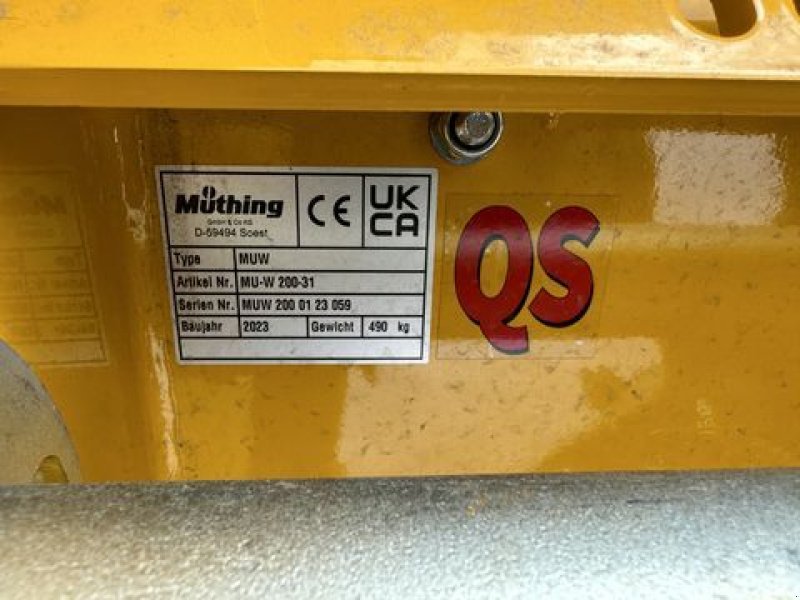 Müthing
GmbH & Co KG
D-59494 Soest
CE
UK
CA
Type MUW
Artikel Nr. MU-W 200-31
Serien Nr. MUW 200 01 23 059
Baujahr 2023 Gewicht 490 kg
QS